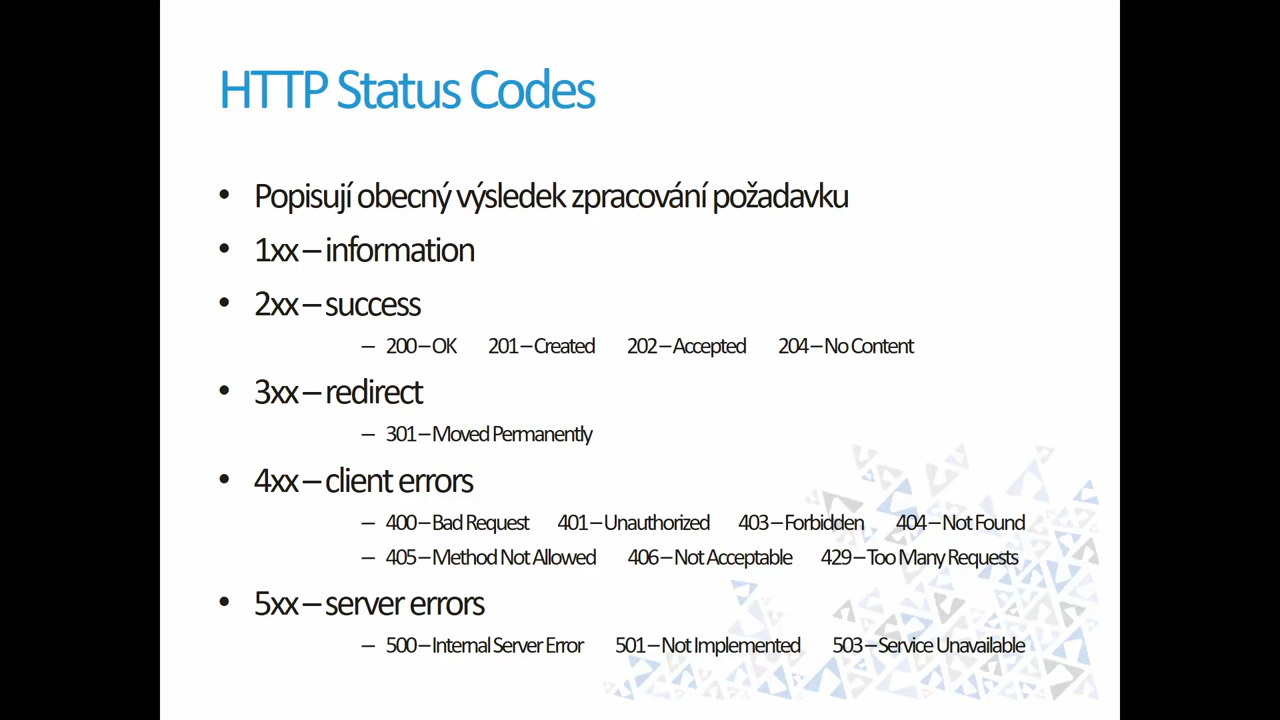 HTTP Status Codes
• Popisují obecný výsledek zpracování požadavku
• 1xx – information
• 2xx – success
– 200 – OK 201 – Created 202 – Accepted 204 – No Content
• 3xx – redirect
– 301 – Moved Permanently
• 4xx – client errors
– 400 – Bad Request 401 – Unauthorized 403 – Forbidden 404 – Not Found
– 405 – Method Not Allowed 406 – Not Acceptable 429 – Too Many Requests
• 5xx – server errors
– 500 – Internal Server Error 501 – Not Implemented 503 – Service Unavailable